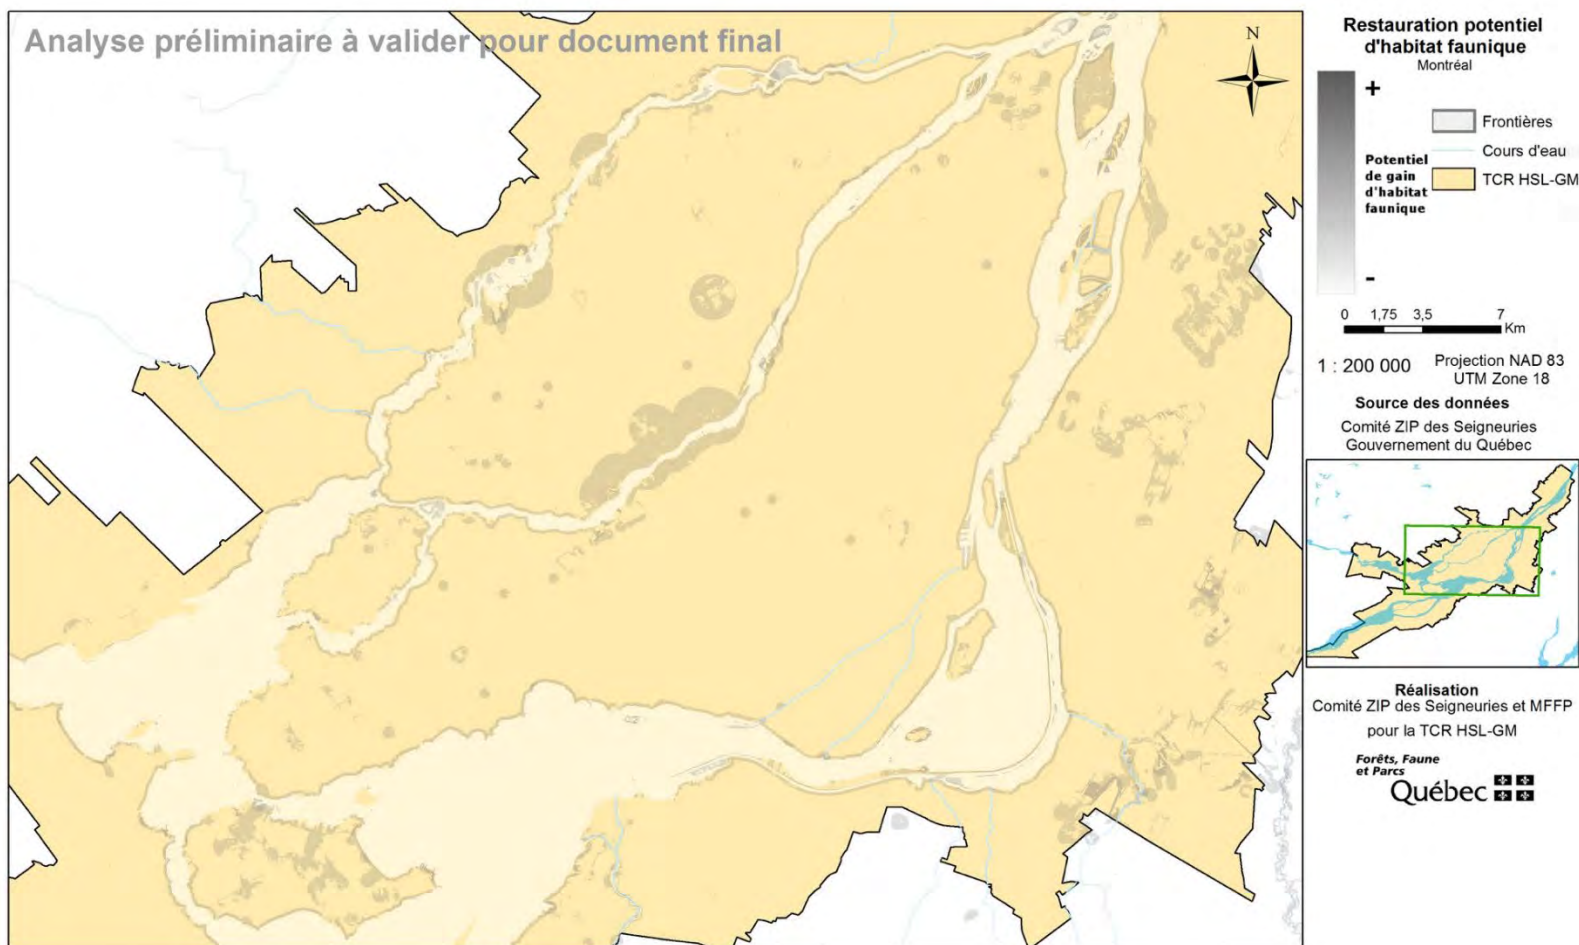 Analyse préliminaire à valider pour document final
N
Restauration potentiel
d'habitat faunique
Montréal
+
Potentiel
de gain
d'habitat
faunique
-
Frontières
Cours d'eau
TCR HSL-GM
0 1,75 3,5 7
Km
1 : 200 000
Projection NAD 83
UTM Zone 18
Source des données
Comité ZIP des Seigneuries
Gouvernement du Québec
Réalisation
Comité ZIP des Seigneuries et MFFP
pour la TCR HSL-GM
Forêts, Faune
et Parcs
Québec